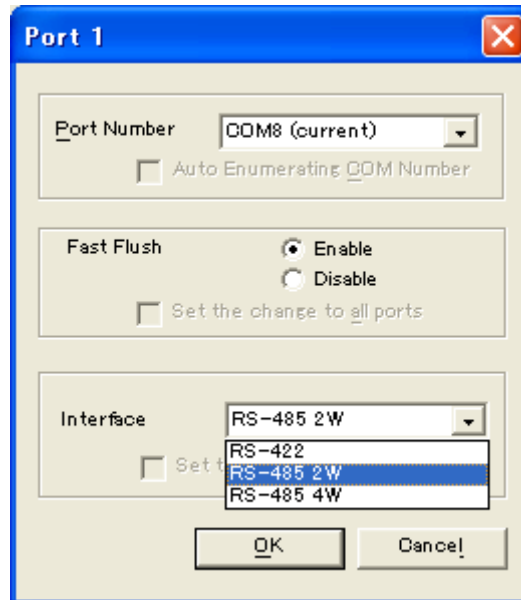 Port 1
Port Number COM8 (current)
Auto Enumerating COM Number
Fast Flush Enable
Disable
Set the change to all ports
Interface RS-485 2W
RS-422
Set t RS-485 2W
RS-485 4W
OK Cancel